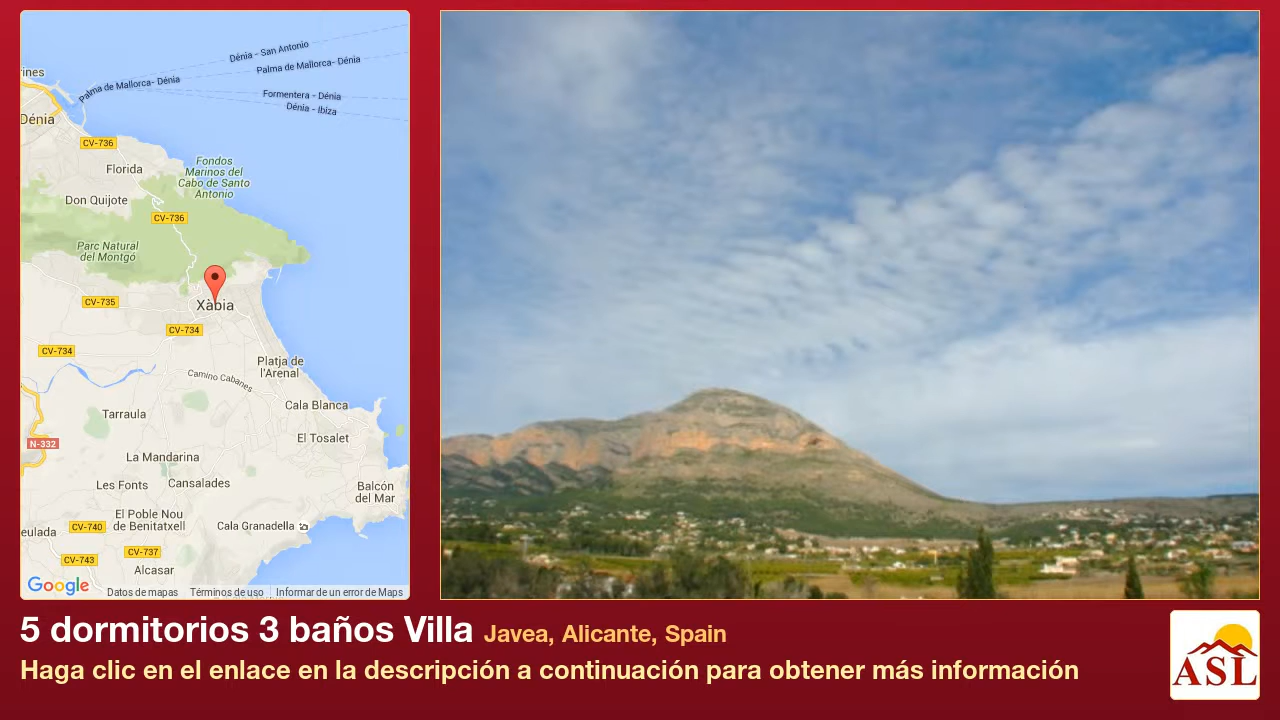 Dénia - San Antonio
Palma de Mallorca- Dénia
rines
Palma de Mallorca- Dénia
Formentera - Dénia
Dénia - Ibiza
Dénia
CV-736
Florida
Fondos
Marinos del
Cabo de Santo
Antonio
Don Quijote
CV-736
Parc Natural
del Montgó
CV-735
Xàbia
CV-734
CV-734
Platja de
l'Arenal
Camino Cabanes
Cala Blanca
Tarraula
El Tosalet
N-332
La Mandarina
Les Fonts
Cansalades
Balcón
del Mar
El Poble Nou
de Benitatxell
CV-740
Cala Granadella
eulada
CV-737
CV-743
Alcasar
Google
Datos de mapas
Términos de uso
Informar de un error de Maps
5 dormitorios 3 baños Villa Javea, Alicante, Spain
Haga clic en el enlace en la descripción a continuación para obtener más información
ASL